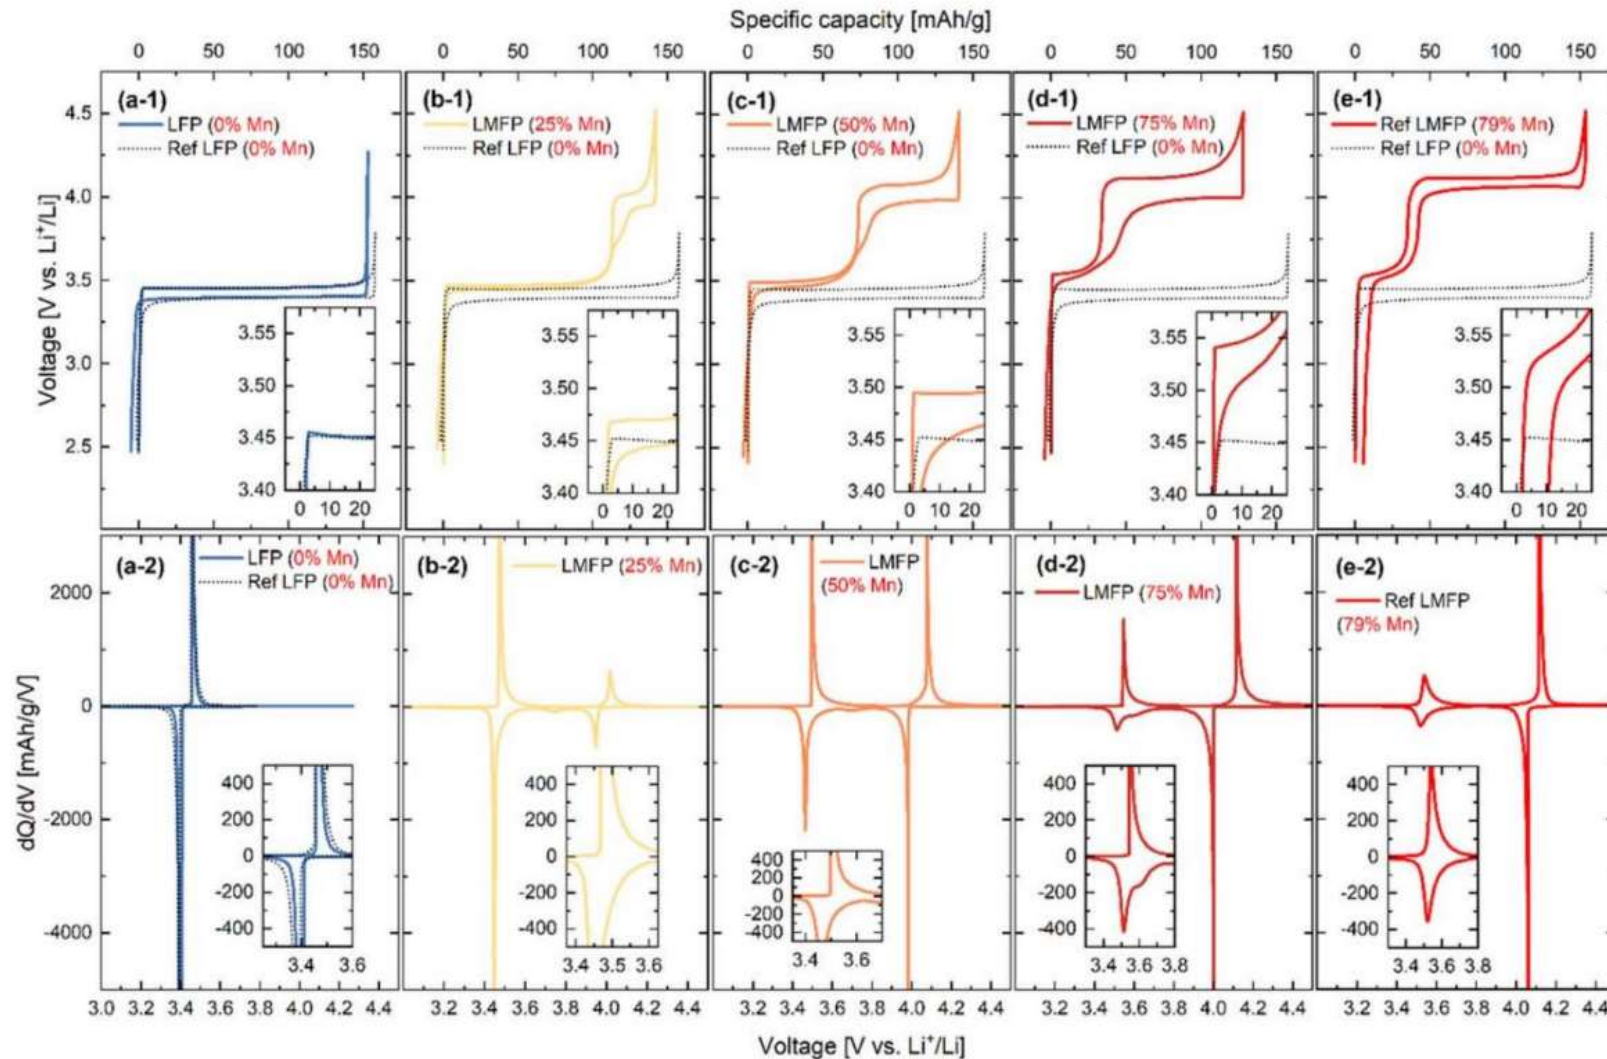 Specific capacity [mAh/g]
0 50 100 150 0 50 100 150 0 50 100 150 0 50 100 150 0 50 100 150
Voltage [V vs. Li⁺/Li]
4.5
4.0
3.5
3.0
2.5
(a-1)
LFP (0% Mn)
Ref LFP (0% Mn)
3.55
3.50
3.45
3.40
0 10 20
(b-1)
LMFP (25% Mn)
Ref LFP (0% Mn)
3.55
3.50
3.45
3.40
0 10 20
(c-1)
LMFP (50% Mn)
Ref LFP (0% Mn)
3.55
3.50
3.45
3.40
0 10 20
(d-1)
LMFP (75% Mn)
Ref LFP (0% Mn)
3.55
3.50
3.45
3.40
0 10 20
(e-1)
Ref LMFP (79% Mn)
Ref LFP (0% Mn)
3.55
3.50
3.45
3.40
0 10 20
dQ/dV [mAh/g/V]
2000
0
-2000
-4000
(a-2)
LFP (0% Mn)
Ref LFP (0% Mn)
400
200
0
-200
-400
3.4 3.6
(b-2)
LMFP (25% Mn)
400
200
0
-200
-400
3.4 3.5 3.6
(c-2)
LMFP
(50% Mn)
400
200
0
-200
-400
3.4 3.6
(d-2)
LMFP (75% Mn)
400
200
0
-200
-400
3.4 3.6 3.8
(e-2)
Ref LMFP
(79% Mn)
400
200
0
-200
-400
3.4 3.6 3.8
3.0 3.2 3.4 3.6 3.8 4.0 4.2 4.4 3.2 3.4 3.6 3.8 4.0 4.2 4.4 3.2 3.4 3.6 3.8 4.0 4.2 4.4 3.2 3.4 3.6 3.8 4.0 4.2 4.4 3.2 3.4 3.6 3.8 4.0 4.2 4.4
Voltage [V vs. Li⁺/Li]